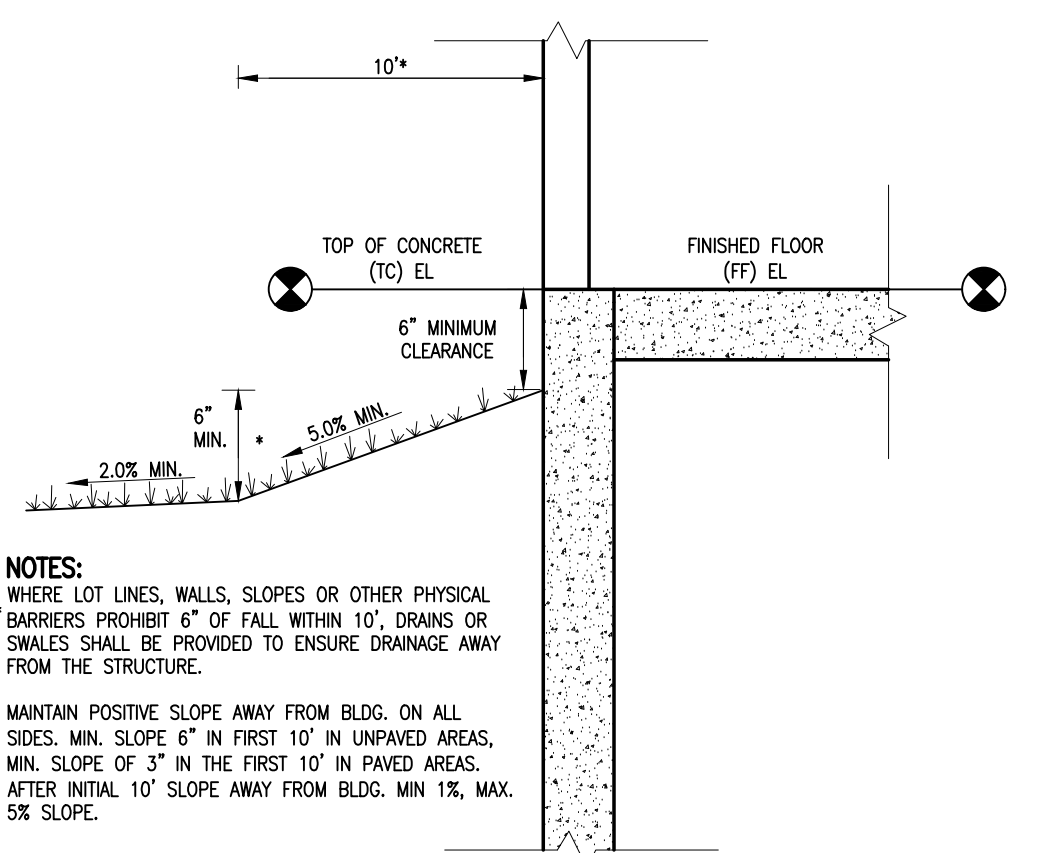 10'*
TOP OF CONCRETE
(TC) EL
FINISHED FLOOR
(FF) EL
6" MINIMUM
CLEARANCE
6"
MIN.
*
5.0% MIN.
2.0% MIN.
NOTES:
WHERE LOT LINES, WALLS, SLOPES OR OTHER PHYSICAL
* BARRIERS PROHIBIT 6" OF FALL WITHIN 10', DRAINS OR
SWALES SHALL BE PROVIDED TO ENSURE DRAINAGE AWAY
FROM THE STRUCTURE.
MAINTAIN POSITIVE SLOPE AWAY FROM BLDG. ON ALL
SIDES. MIN. SLOPE 6" IN FIRST 10' IN UNPAVED AREAS,
MIN. SLOPE OF 3" IN THE FIRST 10' IN PAVED AREAS.
AFTER INITIAL 10' SLOPE AWAY FROM BLDG. MIN 1%, MAX.
5% SLOPE.